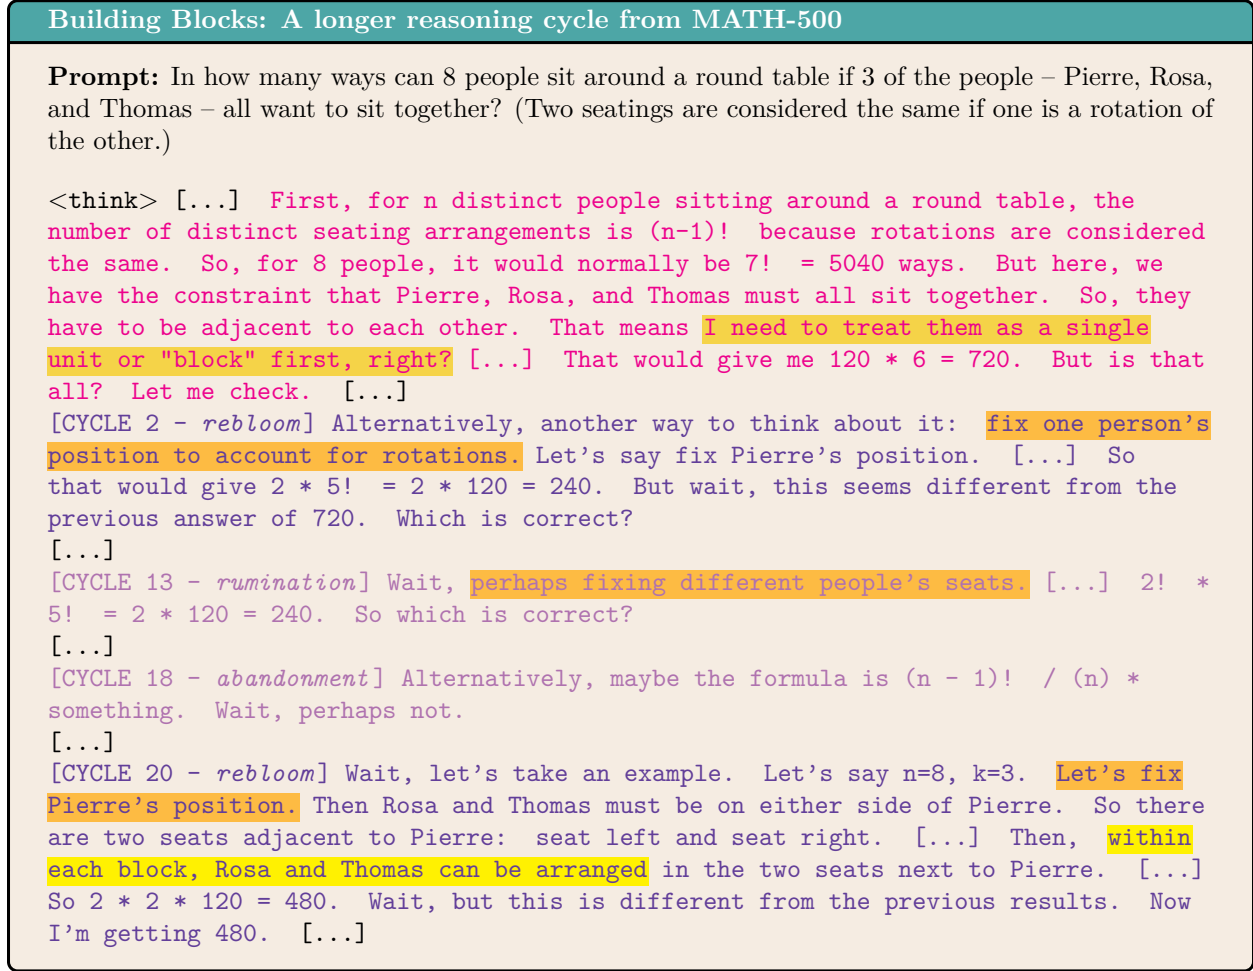 Building Blocks: A longer reasoning cycle from MATH-500
Prompt: In how many ways can 8 people sit around a round table if 3 of the people – Pierre, Rosa,
and Thomas – all want to sit together? (Two seatings are considered the same if one is a rotation of
the other.)
<think> [...] First, for n distinct people sitting around a round table, the
number of distinct seating arrangements is (n-1)! because rotations are considered
the same. So, for 8 people, it would normally be 7! = 5040 ways. But here, we
have the constraint that Pierre, Rosa, and Thomas must all sit together. So, they
have to be adjacent to each other. That means I need to treat them as a single
unit or "block" first, right? [...] That would give me 120 * 6 = 720. But is that
all? Let me check. [...]
[CYCLE 2 - rebloom] Alternatively, another way to think about it: fix one person's
position to account for rotations. Let's say fix Pierre's position. [...] So
that would give 2 * 5! = 2 * 120 = 240. But wait, this seems different from the
previous answer of 720. Which is correct?
[...]
[CYCLE 13 - rumination] Wait, perhaps fixing different people's seats. [...] 2! *
5! = 2 * 120 = 240. So which is correct?
[...]
[CYCLE 18 - abandonment] Alternatively, maybe the formula is (n - 1)! / (n) *
something. Wait, perhaps not.
[...]
[CYCLE 20 - rebloom] Wait, let's take an example. Let's say n=8, k=3. Let's fix
Pierre's position. Then Rosa and Thomas must be on either side of Pierre. So there
are two seats adjacent to Pierre: seat left and seat right. [...] Then, within
each block, Rosa and Thomas can be arranged in the two seats next to Pierre. [...]
So 2 * 2 * 120 = 480. Wait, but this is different from the previous results. Now
I'm getting 480. [...]